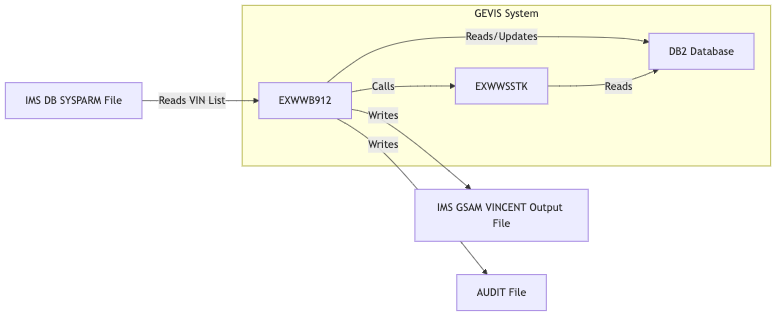 GEVIS System
Reads/Updates
DB2 Database
IMS DB SYSPARM File
Reads VIN List
EXWWB912
Calls
EXWWSSTK
Reads
Writes
Writes
IMS GSAM VINCENT Output
File
AUDIT File